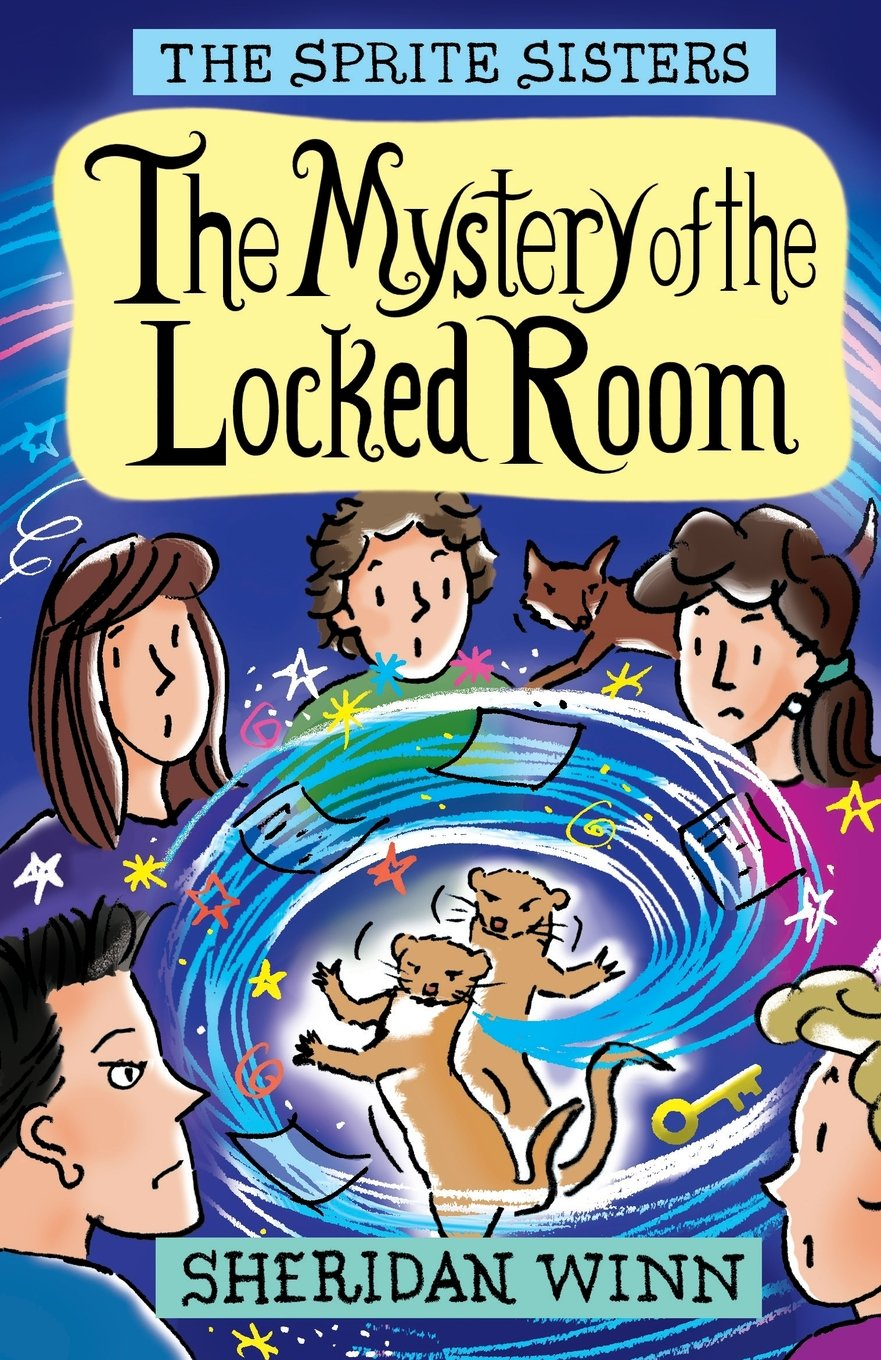 THE SPRITE SISTERS
The Mystery of the
Locked Room
SHERIDAN WINN